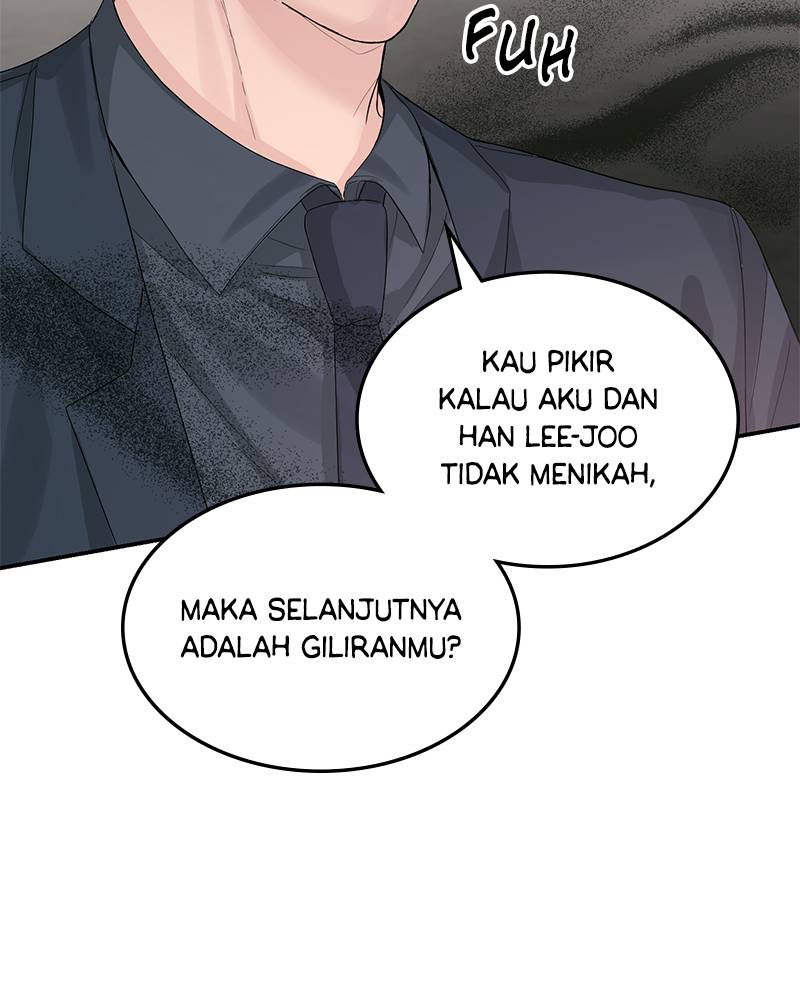 FUH
KAU PIKIR
KALAU AKU DAN
HAN LEE-JOO
TIDAK MENIKAH,
MAKA SELANJUTNYA
ADALAH GILIRANMU?